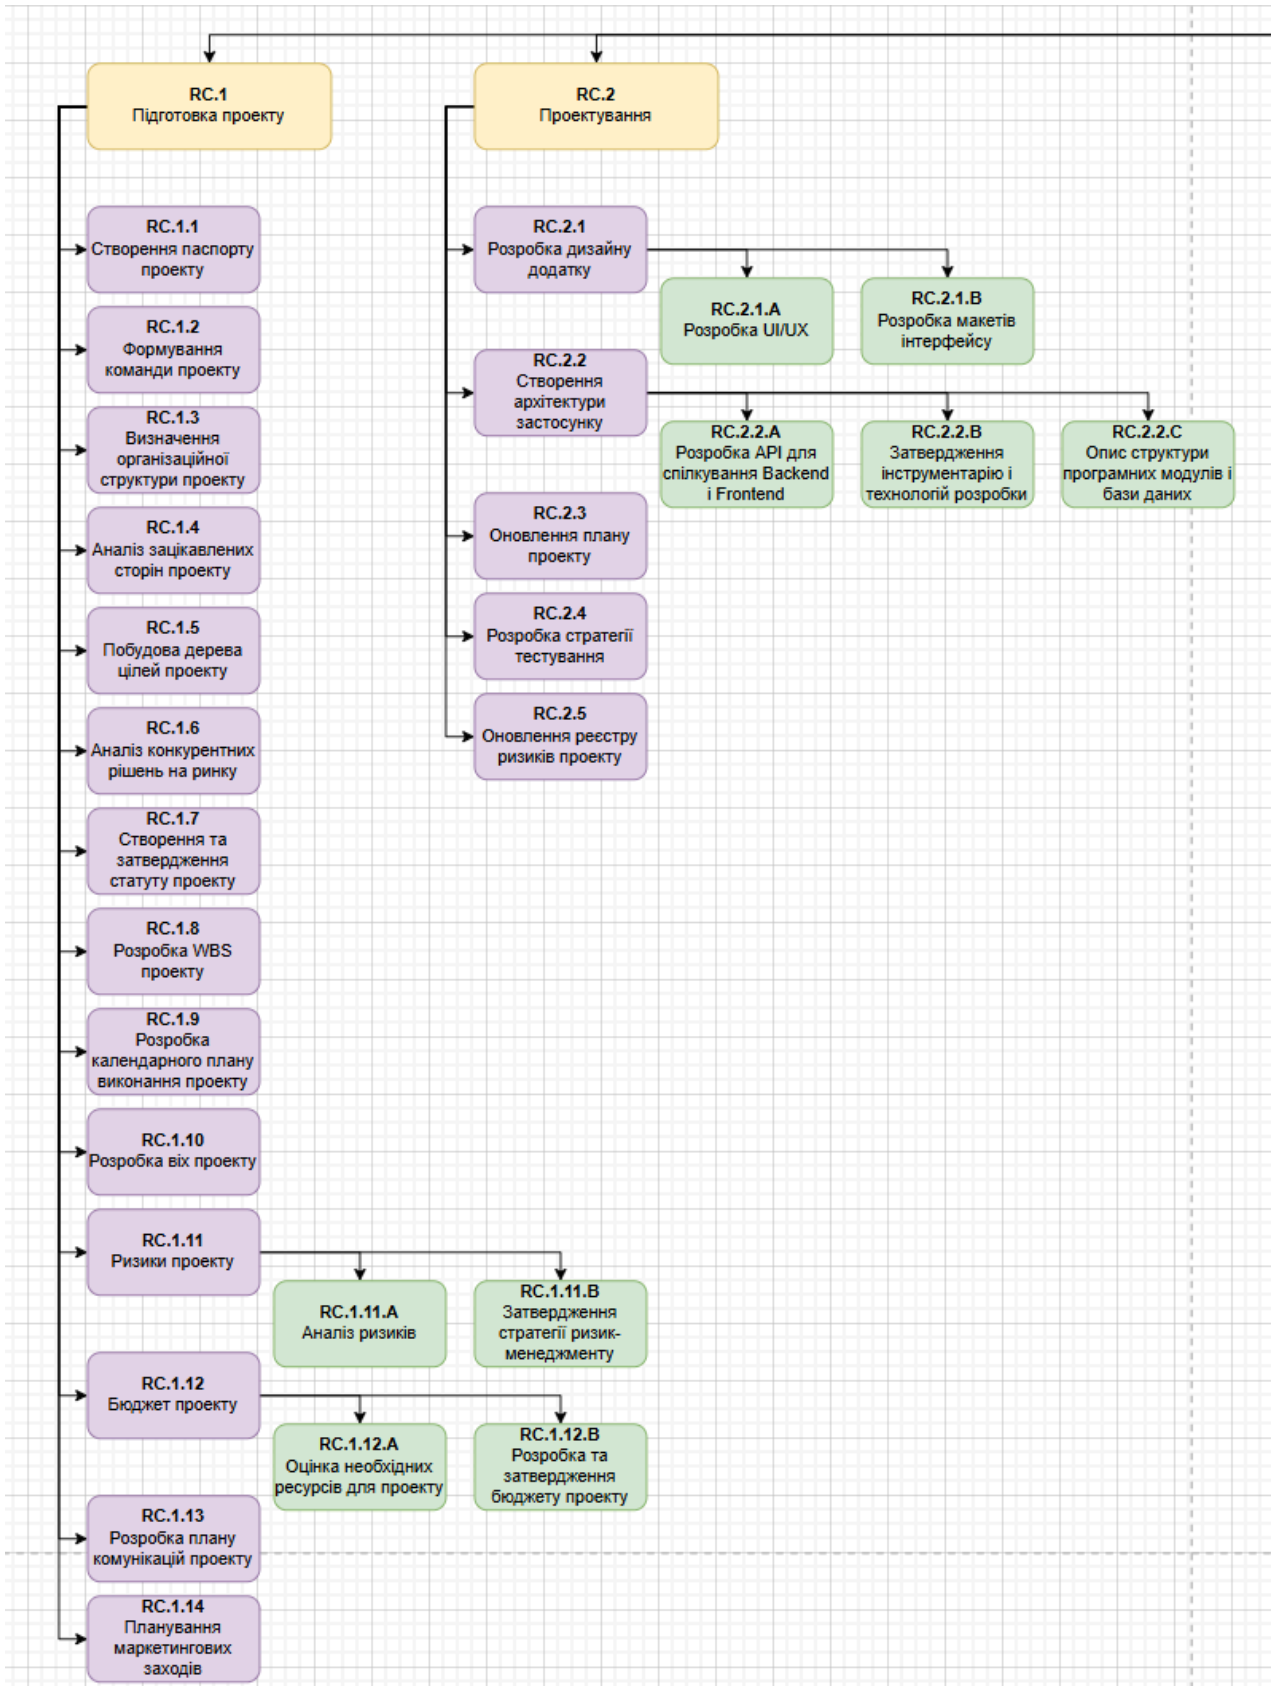 RC.1
Підготовка проекту
RC.1.1
Створення паспорту
проекту
RC.1.2
Формування
команди проекту
RC.1.3
Визначення
організаційної
структури проекту
RC.1.4
Аналіз зацікавлених
сторін проекту
RC.1.5
Побудова дерева
цілей проекту
RC.1.6
Аналіз конкурентних
рішень на ринку
RC.1.7
Створення та
затвердження
статуту проекту
RC.1.8
Розробка WBS
проекту
RC.1.9
Розробка
календарного плану
виконання проекту
RC.1.10
Розробка віх проекту
RC.1.11
Ризики проекту
RC.1.11.A
Аналіз ризиків
RC.1.11.B
Затвердження
стратегії ризик-
менеджменту
RC.1.12
Бюджет проекту
RC.1.12.A
Оцінка необхідних
ресурсів для проекту
RC.1.12.B
Розробка та
затвердження
бюджету проекту
RC.1.13
Розробка плану
комунікацій проекту
RC.1.14
Планування
маркетингових
заходів
RC.2
Проектування
RC.2.1
Розробка дизайну
додатку
RC.2.1.A
Розробка UI/UX
RC.2.1.B
Розробка макетів
інтерфейсу
RC.2.2
Створення
архітектури
застосунку
RC.2.2.A
Розробка API для
спілкування Backend
і Frontend
RC.2.2.B
Затвердження
інструментарію і
технологій розробки
RC.2.2.C
Опис структури
програмних модулів і
бази даних
RC.2.3
Оновлення плану
проекту
RC.2.4
Розробка стратегії
тестування
RC.2.5
Оновлення реєстру
ризиків проекту